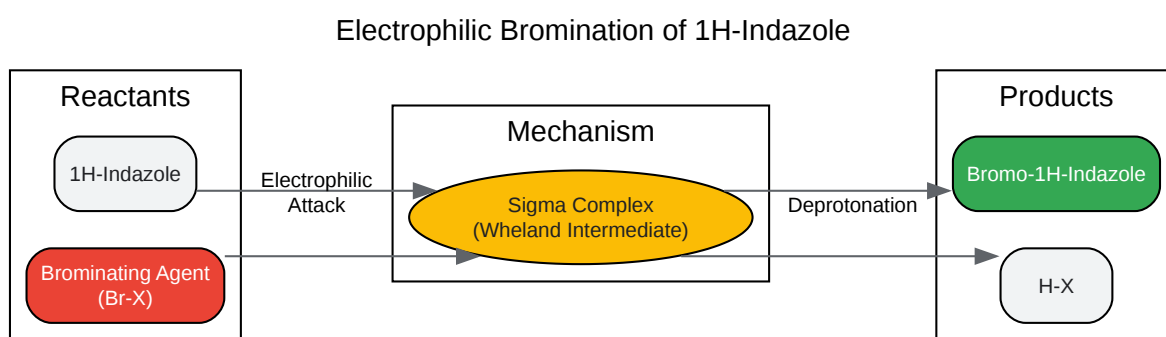 Electrophilic Bromination of 1H-Indazole
Reactants
1H-Indazole
Brominating Agent
(Br-X)
Electrophilic
Attack
Mechanism
Sigma Complex
(Wheland Intermediate)
Deprotonation
Products
Bromo-1H-Indazole
H-X